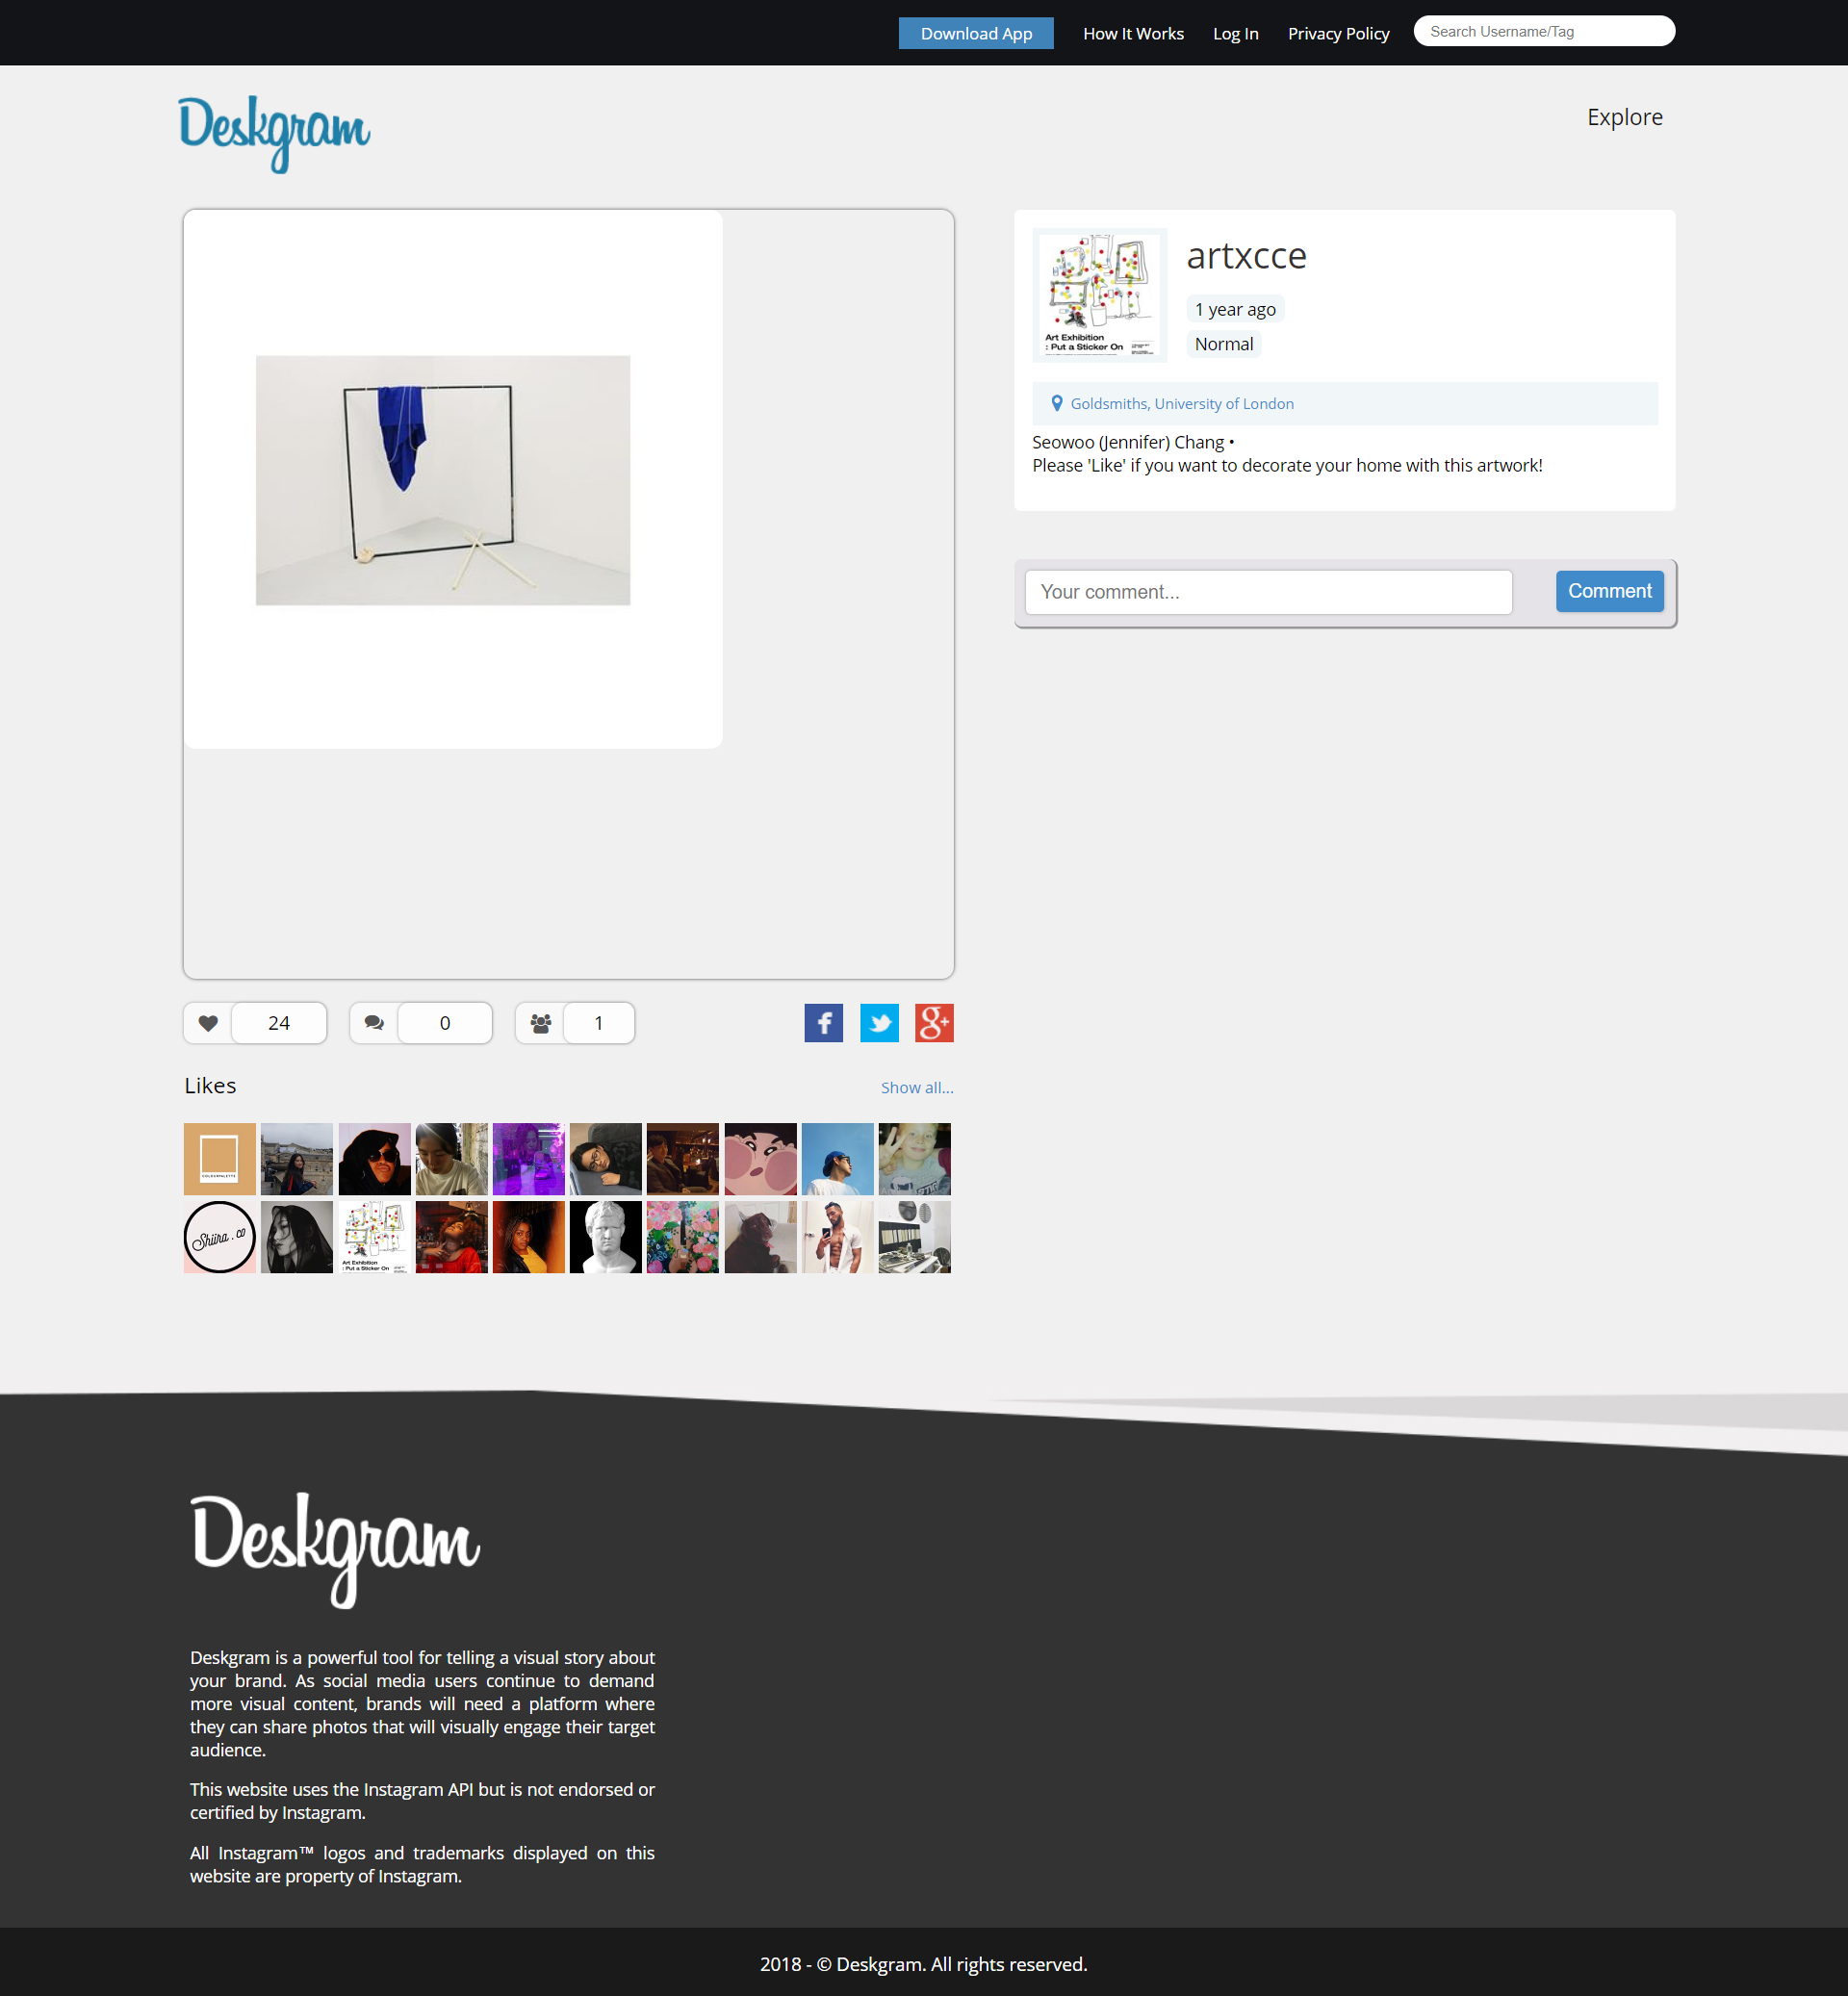 Download App
How It Works
Log In
Privacy Policy
Search Username/Tag
Deskgram
Explore
artxcce
1 year ago
Normal
Art Exhibition
: Put a Sticker On
Goldsmiths, University of London
Seowoo (Jennifer) Chang •
Please 'Like' if you want to decorate your home with this artwork!
Your comment...
Comment
24
0
1
f
g+
Likes
Show all...
COLOURPALETTE
Shiira.co
Art Exhibition
: Put a Sticker On
Deskgram
Deskgram is a powerful tool for telling a visual story about
your brand. As social media users continue to demand
more visual content, brands will need a platform where
they can share photos that will visually engage their target
audience.
This website uses the Instagram API but is not endorsed or
certified by Instagram.
All Instagram™ logos and trademarks displayed on this
website are property of Instagram.
2018 - © Deskgram. All rights reserved.